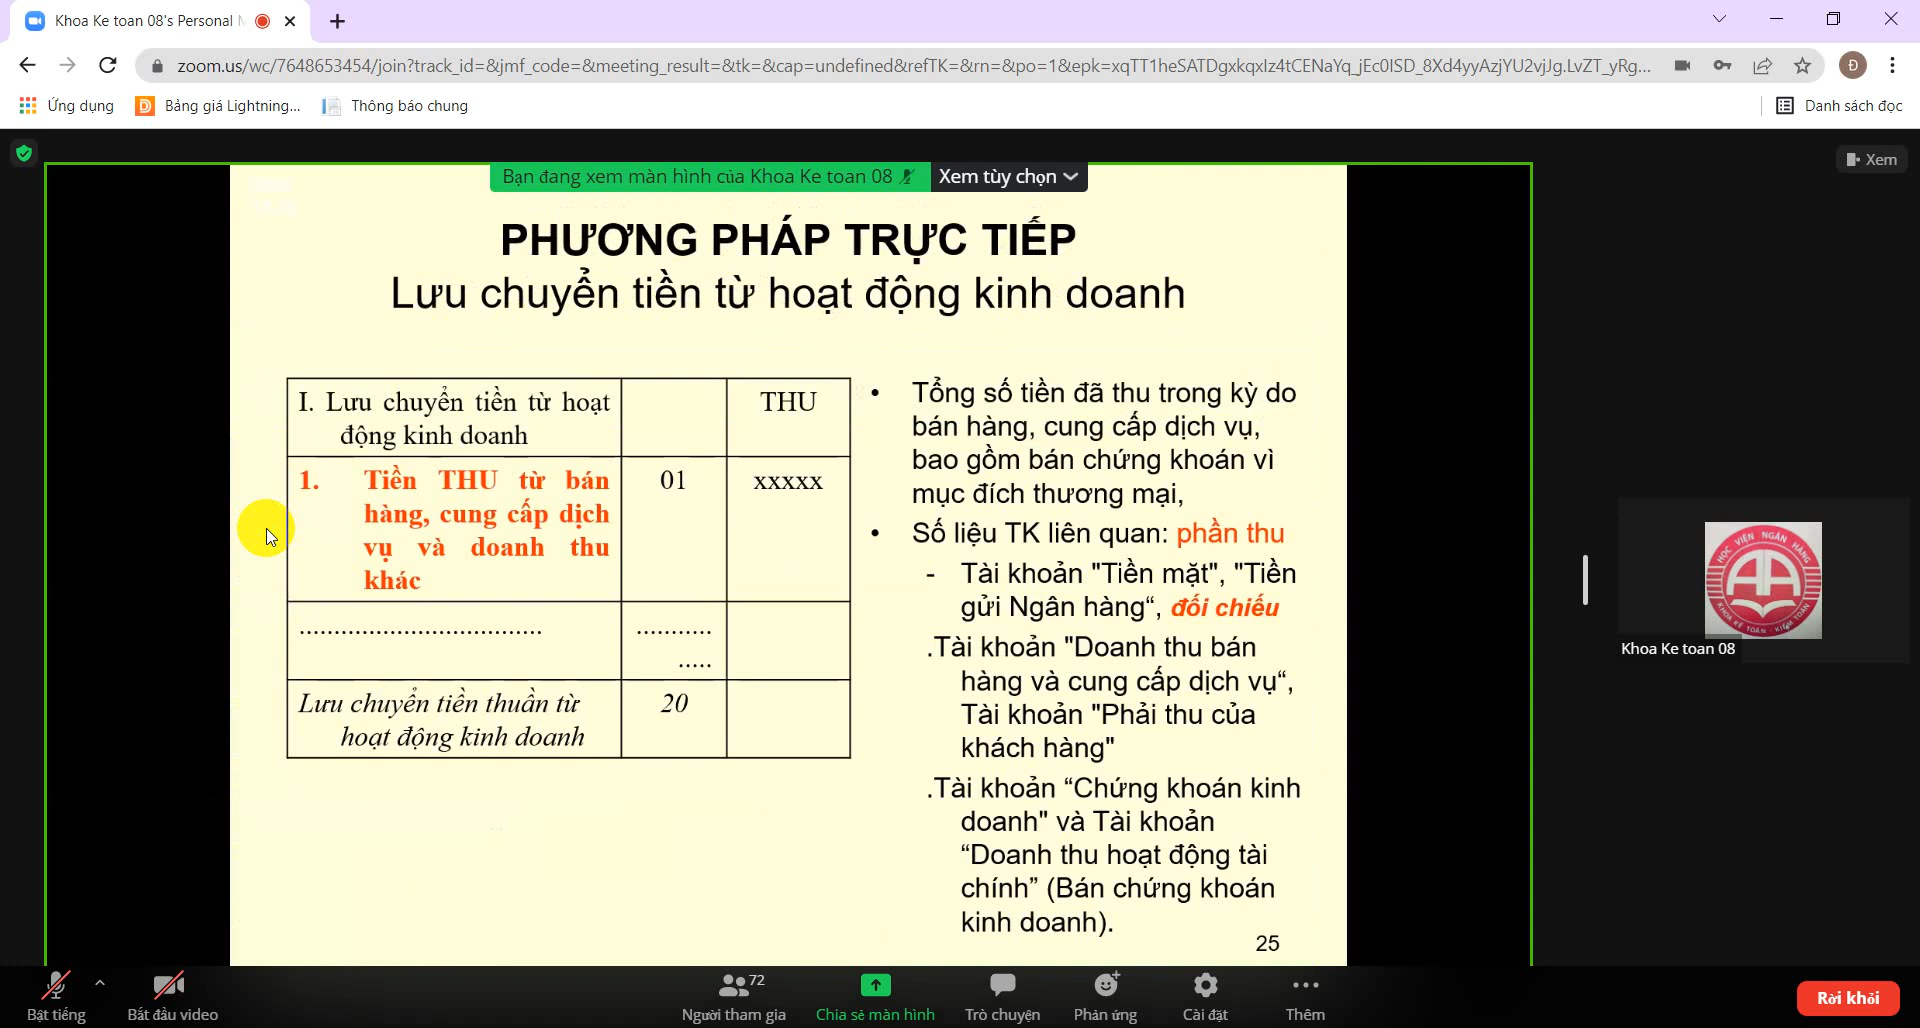 Khoa Ke toan 08's Personal
zoom.us/wc/7648653454/join?track_id=&jmf_code=&meeting_result=&tk=&cap=undefined&refTK=&rn=&po=1&epk=xqTT1heSATDgxkqxIz4tCENaYq_jEc0ISD_8Xd4yyAzjYU2vjJg.LvZT_yRg...
Đ
Ứng dụng
Bảng giá Lightning...
Thông báo chung
Danh sách đọc
Xem
Bạn đang xem màn hình của Khoa Ke toan 08
Xem tùy chọn
PHƯƠNG PHÁP TRỰC TIẾP
Lưu chuyển tiền từ hoạt động kinh doanh
I. Lưu chuyển tiền từ hoạt
động kinh doanh
THU
1. Tiền THU từ bán
hàng, cung cấp dịch
vụ và doanh thu
khác
01
xxxxx
..................................
...........
.....
Lưu chuyển tiền thuần từ
hoạt động kinh doanh
20
• Tổng số tiền đã thu trong kỳ do
bán hàng, cung cấp dịch vụ,
bao gồm bán chứng khoán vì
mục đích thương mại,
• Số liệu TK liên quan: phần thu
- Tài khoản "Tiền mặt", "Tiền
gửi Ngân hàng“, đối chiếu
.Tài khoản "Doanh thu bán
hàng và cung cấp dịch vụ“,
Tài khoản "Phải thu của
khách hàng"
.Tài khoản “Chứng khoán kinh
doanh" và Tài khoản
“Doanh thu hoạt động tài
chính” (Bán chứng khoán
kinh doanh).
25
HỌC VIỆN NGÂN HÀNG
KHOA KẾ TOÁN - KIỂM TOÁN
Khoa Ke toan 08
Bật tiếng
Bắt đầu video
72
Người tham gia
Chia sẻ màn hình
Trò chuyện
Phản ứng
Cài đặt
Thêm
Rời khỏi